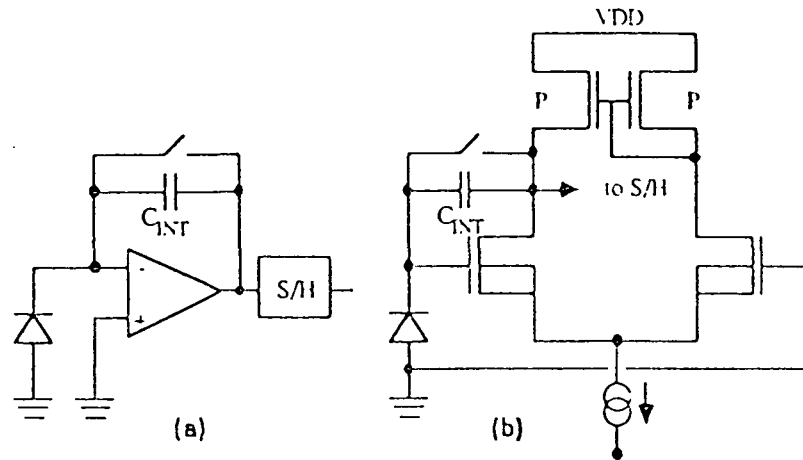 VDD
P P
C_INT
to S/H
C_INT
-
+
S/H
(a) (b)